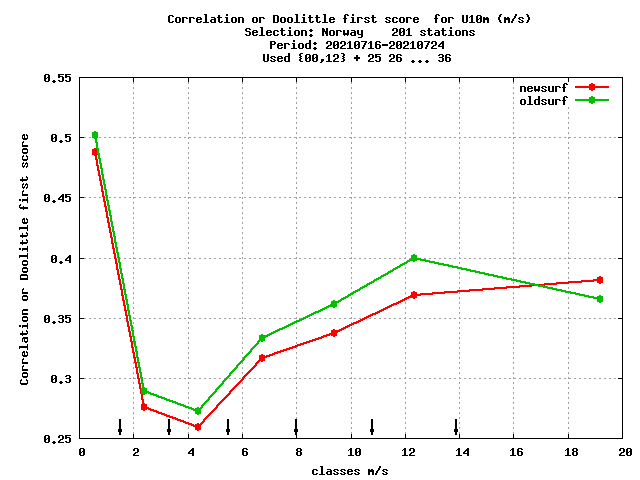 Correlation or Doolittle first score  for U10m (m/s)
Selection: Norway    201 stations
Period: 20210716-20210724
Used {00,12} + 25 26 ... 36
newsurf
oldsurf
0.55
0.5
0.45
0.4
0.35
0.3
0.25
Correlation or Doolittle first score
0 2 4 6 8 10 12 14 16 18 20
classes m/s